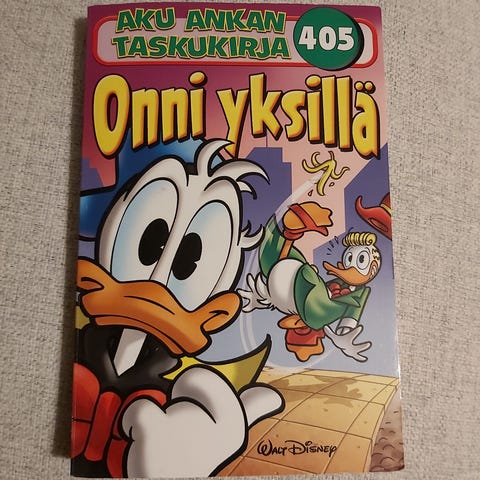 AKU ANKAN
TASKUKIRJA
405
Onni yksillä
WALT DISNEY